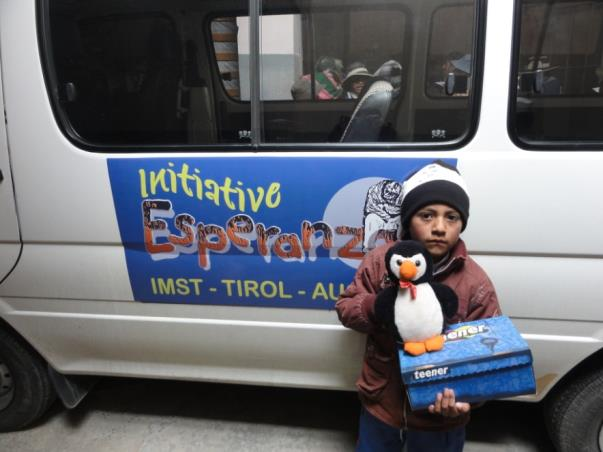 Initiative
Esperanza
IMST - TIROL - AU
teener
teener